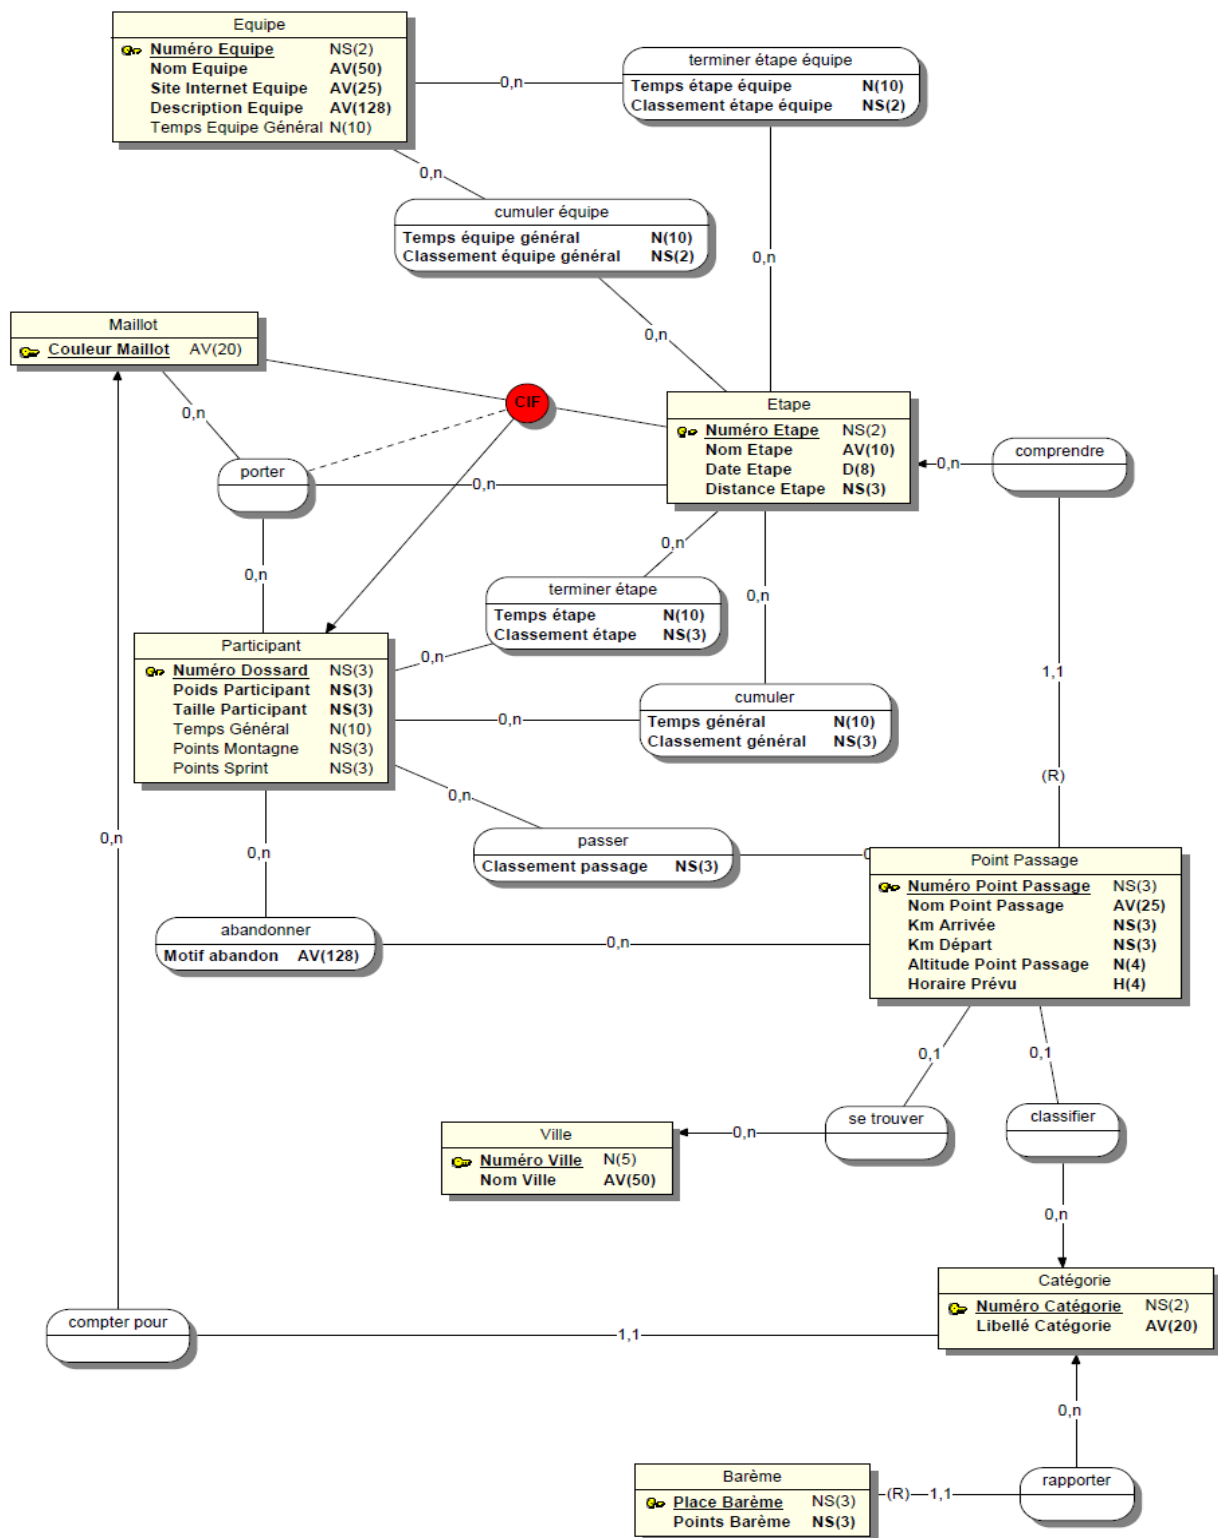 Equipe
Numéro Equipe NS(2)
Nom Equipe AV(50)
Site Internet Equipe AV(25)
Description Equipe AV(128)
Temps Equipe Général N(10)
0,n
terminer étape équipe
Temps étape équipe N(10)
Classement étape équipe NS(2)
0,n
cumuler équipe
Temps équipe général N(10)
Classement équipe général NS(2)
0,n
0,n
Maillot
Couleur Maillot AV(20)
0,n
CIF
Etape
Numéro Etape NS(2)
Nom Etape AV(10)
Date Etape D(8)
Distance Etape NS(3)
0,n
comprendre
porter
0,n
0,n
0,n
0,n
terminer étape
Temps étape N(10)
Classement étape NS(3)
0,n
1,1
(R)
Participant
Numéro Dossard NS(3)
Poids Participant NS(3)
Taille Participant NS(3)
Temps Général N(10)
Points Montagne NS(3)
Points Sprint NS(3)
0,n
cumuler
Temps général N(10)
Classement général NS(3)
0,n
0,n
0,n
passer
Classement passage NS(3)
0
Point Passage
Numéro Point Passage NS(3)
Nom Point Passage AV(25)
Km Arrivée NS(3)
Km Départ NS(3)
Altitude Point Passage N(4)
Horaire Prévu H(4)
abandonner
Motif abandon AV(128)
0,n
0,1
0,1
Ville
Numéro Ville N(5)
Nom Ville AV(50)
0,n
se trouver
classifier
0,n
Catégorie
Numéro Catégorie NS(2)
Libellé Catégorie AV(20)
compter pour
1,1
0,n
Barème
Place Barème NS(3)
Points Barème NS(3)
(R)
1,1
rapporter